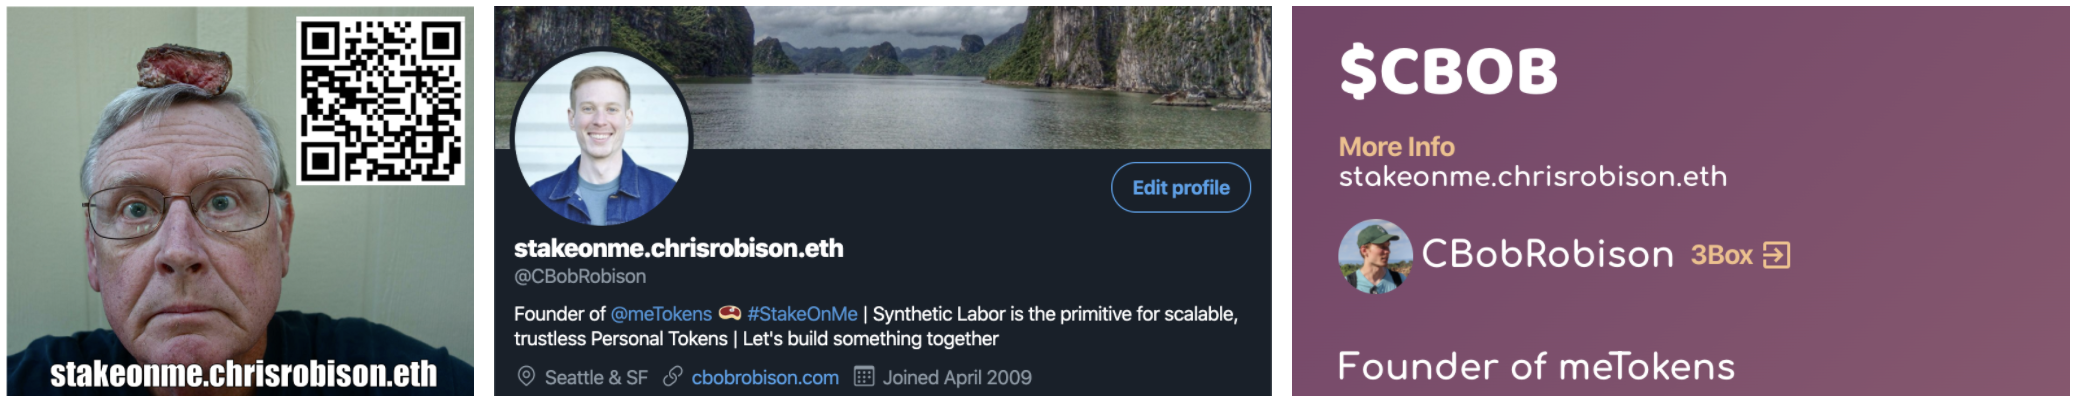 stakeonme.chrisrobison.eth
Edit profile
stakeonme.chrisrobison.eth
@CBobRobison
Founder of @meTokens 🥩 #StakeOnMe | Synthetic Labor is the primitive for scalable,
trustless Personal Tokens | Let's build something together
Seattle & SF cbobrobison.com Joined April 2009
$CBOB
More Info
stakeonme.chrisrobison.eth
CBobRobison 3Box
Founder of meTokens